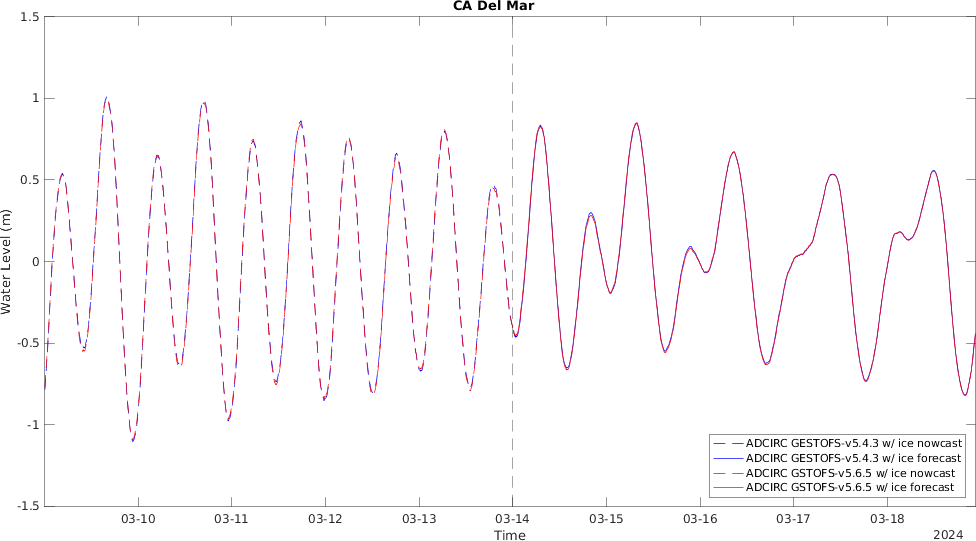 CA Del Mar
1.5
1
0.5
0
-0.5
-1
-1.5
Water Level (m)
03-10 03-11 03-12 03-13 03-14 03-15 03-16 03-17 03-18
Time
2024
ADCIRC GESTOFS-v5.4.3 w/ ice nowcast
ADCIRC GESTOFS-v5.4.3 w/ ice forecast
ADCIRC GSTOFS-v5.6.5 w/ ice nowcast
ADCIRC GSTOFS-v5.6.5 w/ ice forecast